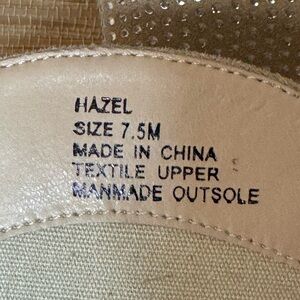 HAZEL
SIZE 7.5M
MADE IN CHINA
TEXTILE UPPER
MANMADE OUTSOLE